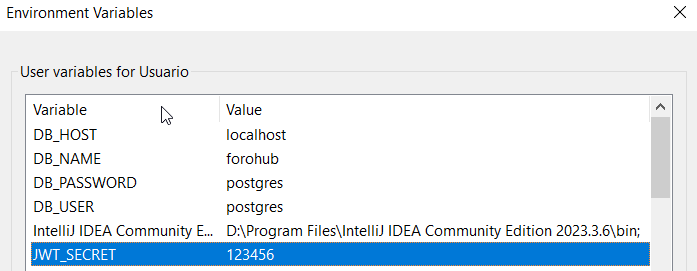 Environment Variables
User variables for Usuario
Variable Value
DB_HOST localhost
DB_NAME forohub
DB_PASSWORD postgres
DB_USER postgres
IntelliJ IDEA Community E... D:\Program Files\IntelliJ IDEA Community Edition 2023.3.6\bin;
JWT_SECRET 123456